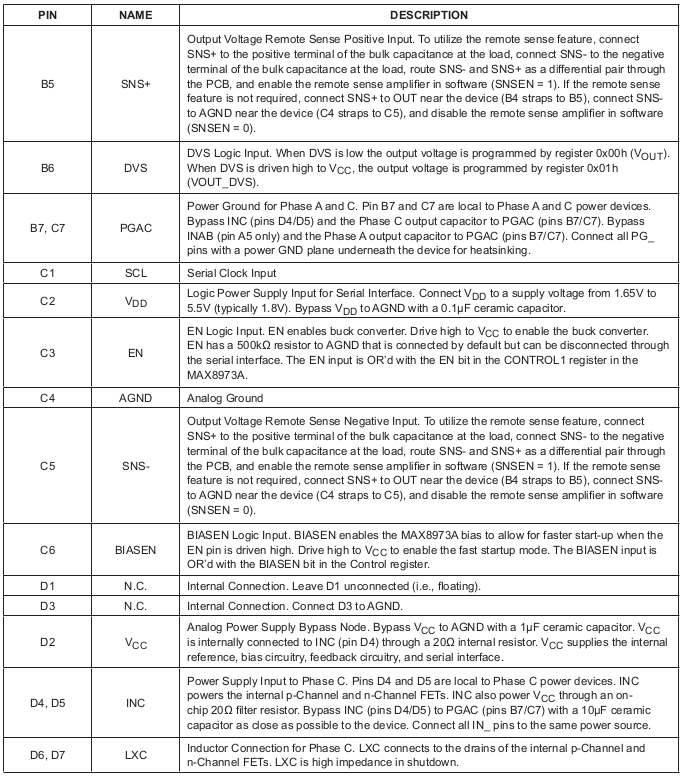 PIN NAME DESCRIPTION
B5 SNS+ Output Voltage Remote Sense Positive Input. To utilize the remote sense feature, connect
SNS+ to the positive terminal of the bulk capacitance at the load, connect SNS- to the negative
terminal of the bulk capacitance at the load, route SNS- and SNS+ as a differential pair through
the PCB, and enable the remote sense amplifier in software (SNSEN = 1). If the remote sense
feature is not required, connect SNS+ to OUT near the device (B4 straps to B5), connect SNS-
to AGND near the device (C4 straps to C5), and disable the remote sense amplifier in software
(SNSEN = 0).
B6 DVS DVS Logic Input. When DVS is low the output voltage is programmed by register 0x00h (VOUT).
When DVS is driven high to VCC, the output voltage is programmed by register 0x01h
(VOUT_DVS).
B7, C7 PGAC Power Ground for Phase A and C. Pin B7 and C7 are local to Phase A and C power devices.
Bypass INC (pins D4/D5) and the Phase C output capacitor to PGAC (pins B7/C7). Bypass
INAB (pin A5 only) and the Phase A output capacitor to PGAC (pins B7/C7). Connect all PG_
pins with a power GND plane underneath the device for heatsinking.
C1 SCL Serial Clock Input
C2 VDD Logic Power Supply Input for Serial Interface. Connect VDD to a supply voltage from 1.65V to
5.5V (typically 1.8V). Bypass VDD to AGND with a 0.1µF ceramic capacitor.
C3 EN EN Logic Input. EN enables buck converter. Drive high to VCC to enable the buck converter.
EN has a 500kΩ resistor to AGND that is connected by default but can be disconnected through
the serial interface. The EN input is OR'd with the EN bit in the CONTROL1 register in the
MAX8973A.
C4 AGND Analog Ground
C5 SNS- Output Voltage Remote Sense Negative Input. To utilize the remote sense feature, connect
SNS+ to the positive terminal of the bulk capacitance at the load, connect SNS- to the negative
terminal of the bulk capacitance at the load, route SNS- and SNS+ as a differential pair through
the PCB, and enable the remote sense amplifier in software (SNSEN = 1). If the remote sense
feature is not required, connect SNS+ to OUT near the device (B4 straps to B5), connect SNS-
to AGND near the device (C4 straps to C5), and disable the remote sense amplifier in software
(SNSEN = 0).
C6 BIASEN BIASEN Logic Input. BIASEN enables the MAX8973A bias to allow for faster start-up when the
EN pin is driven high. Drive high to VCC to enable the fast startup mode. The BIASEN input is
OR'd with the BIASEN bit in the Control register.
D1 N.C. Internal Connection. Leave D1 unconnected (i.e., floating).
D3 N.C. Internal Connection. Connect D3 to AGND.
D2 VCC Analog Power Supply Bypass Node. Bypass VCC to AGND with a 1µF ceramic capacitor. VCC
is internally connected to INC (pin D4) through a 20Ω internal resistor. VCC supplies the internal
reference, bias circuitry, feedback circuitry, and serial interface.
D4, D5 INC Power Supply Input to Phase C. Pins D4 and D5 are local to Phase C power devices. INC
powers the internal p-Channel and n-Channel FETs. INC also power VCC through an on-
chip 20Ω filter resistor. Bypass INC (pins D4/D5) to PGAC (pins B7/C7) with a 10µF ceramic
capacitor as close as possible to the device. Connect all IN_ pins to the same power source.
D6, D7 LXC Inductor Connection for Phase C. LXC connects to the drains of the internal p-Channel and
n-Channel FETs. LXC is high impedance in shutdown.